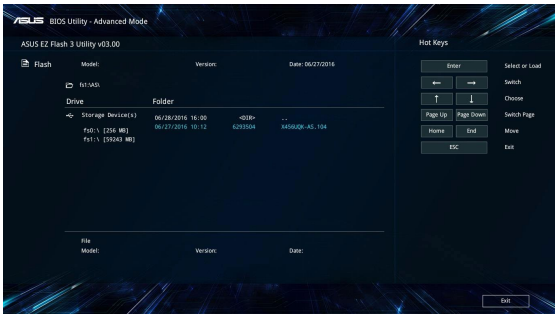 ASUS BIOS Utility - Advanced Mode
ASUS EZ Flash 3 Utility v03.00
Hot Keys
Flash Model: Version: Date: 06/27/2016
fs1:\AS\
Drive Folder
Storage Device(s)
fs0:\ [256 MB]
fs1:\ [59243 MB]
06/28/2016 16:00 <DIR> ..
06/27/2016 10:12 6293504 X456UQK-AS.104
File
Model: Version: Date:
Enter Select or Load
← → Switch
↑ ↓ Choose
Page Up Page Down Switch Page
Home End Move
ESC Exit
Exit